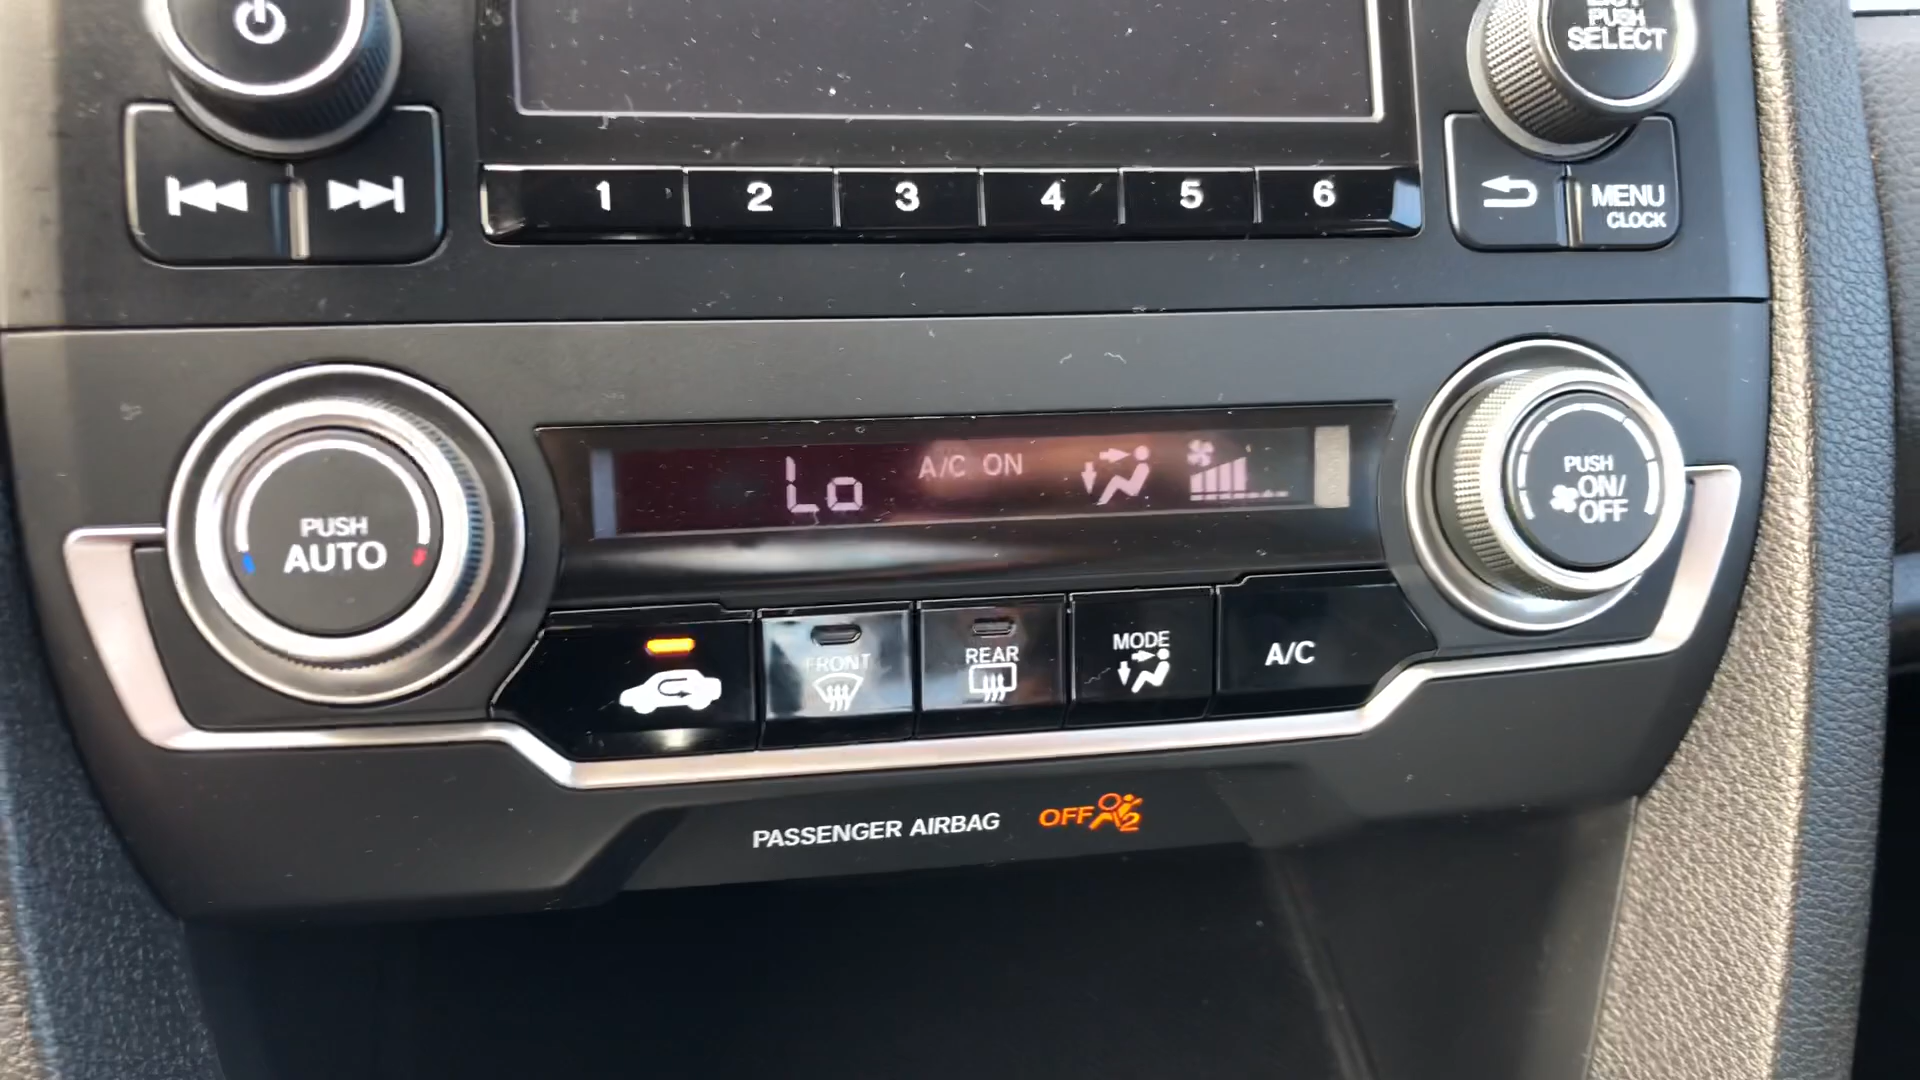 PUSH
SELECT
1 2 3 4 5 6
MENU
CLOCK
Lo A/C ON
PUSH
AUTO
PUSH
ON/
OFF
FRONT
REAR
MODE
A/C
PASSENGER AIRBAG OFF 2